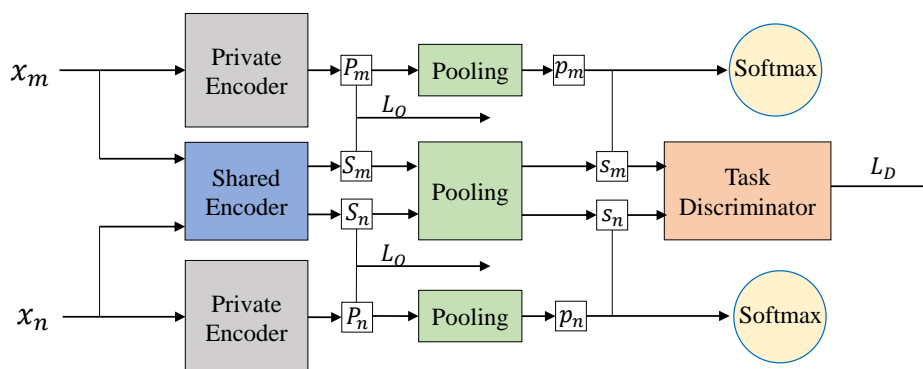 x_m
Private
Encoder
P_m
Pooling
p_m
Softmax
L_O
Shared
Encoder
S_m
S_n
Pooling
s_m
s_n
Task
Discriminator
L_D
L_O
x_n
Private
Encoder
P_n
Pooling
p_n
Softmax